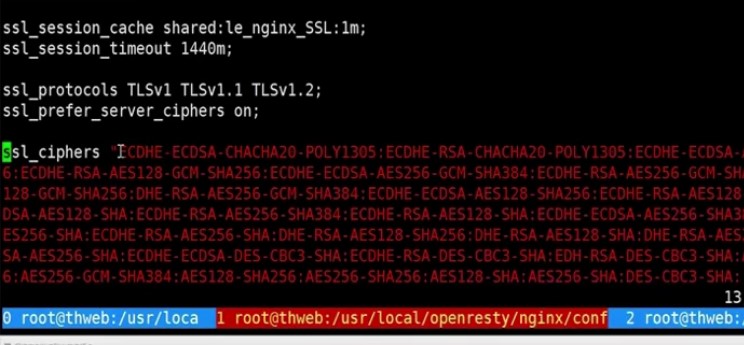 ssl_session_cache shared:le_nginx_SSL:1m;
ssl_session_timeout 1440m;
ssl_protocols TLSv1 TLSv1.1 TLSv1.2;
ssl_prefer_server_ciphers on;
ssl_ciphers "ECDHE-ECDSA-CHACHA20-POLY1305:ECDHE-RSA-CHACHA20-POLY1305:ECDHE-ECDSA-
6:ECDHE-RSA-AES128-GCM-SHA256:ECDHE-ECDSA-AES256-GCM-SHA384:ECDHE-RSA-AES256-GCM-SH
128-GCM-SHA256:DHE-RSA-AES256-GCM-SHA384:ECDHE-ECDSA-AES128-SHA256:ECDHE-RSA-AES128
DSA-AES128-SHA:ECDHE-RSA-AES256-SHA384:ECDHE-RSA-AES128-SHA:ECDHE-ECDSA-AES256-SHA3
ES256-SHA:ECDHE-RSA-AES256-SHA:DHE-RSA-AES128-SHA256:DHE-RSA-AES128-SHA:DHE-RSA-AES
SA-AES256-SHA:ECDHE-ECDSA-DES-CBC3-SHA:ECDHE-RSA-DES-CBC3-SHA:EDH-RSA-DES-CBC3-SHA:
6:AES256-GCM-SHA384:AES128-SHA256:AES256-SHA256:AES128-SHA:AES256-SHA:DES-CBC3-SHA:
13
0 root@thweb:/usr/loca 1 root@thweb:/usr/local/openresty/nginx/conf 2 root@thweb:/